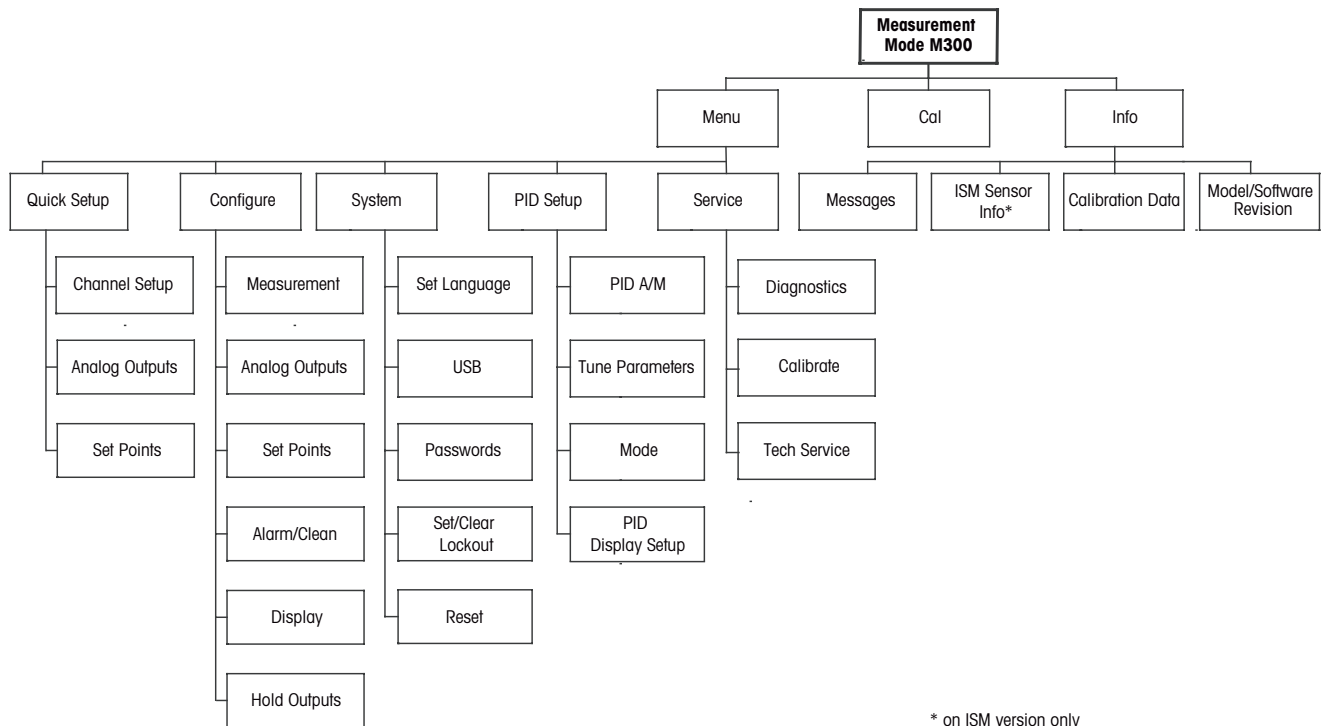 Measurement
Mode M300
Menu
Cal
Info
Quick Setup
Configure
System
PID Setup
Service
Messages
ISM Sensor
Info*
Calibration Data
Model/Software
Revision
Channel Setup
Measurement
Set Language
PID A/M
Diagnostics
Analog Outputs
Analog Outputs
USB
Tune Parameters
Calibrate
Set Points
Set Points
Passwords
Mode
Tech Service
Alarm/Clean
Set/Clear
Lockout
PID
Display Setup
Display
Reset
Hold Outputs
* on ISM version only